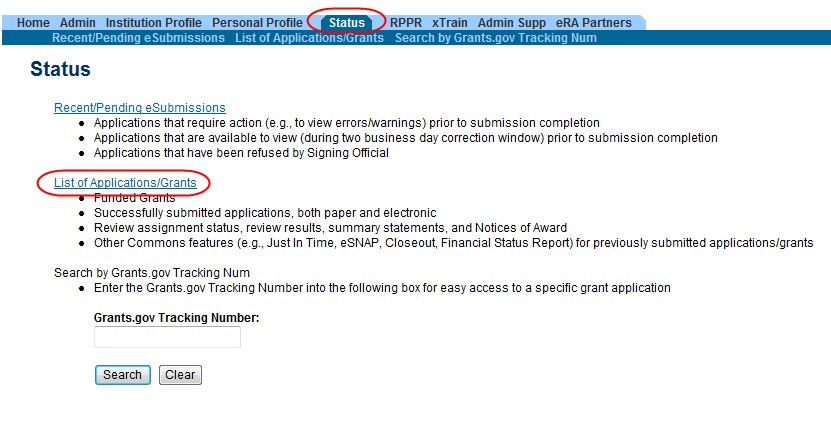 Home Admin Institution Profile Personal Profile Status RPPR xTrain Admin Supp eRA Partners
Recent/Pending eSubmissions List of Applications/Grants Search by Grants.gov Tracking Num
Status
Recent/Pending eSubmissions
● Applications that require action (e.g., to view errors/warnings) prior to submission completion
● Applications that are available to view (during two business day correction window) prior to submission completion
● Applications that have been refused by Signing Official
List of Applications/Grants
● Funded Grants
● Successfully submitted applications, both paper and electronic
● Review assignment status, review results, summary statements, and Notices of Award
● Other Commons features (e.g., Just In Time, eSNAP, Closeout, Financial Status Report) for previously submitted applications/grants
Search by Grants.gov Tracking Num
● Enter the Grants.gov Tracking Number into the following box for easy access to a specific grant application
Grants.gov Tracking Number:
Search Clear